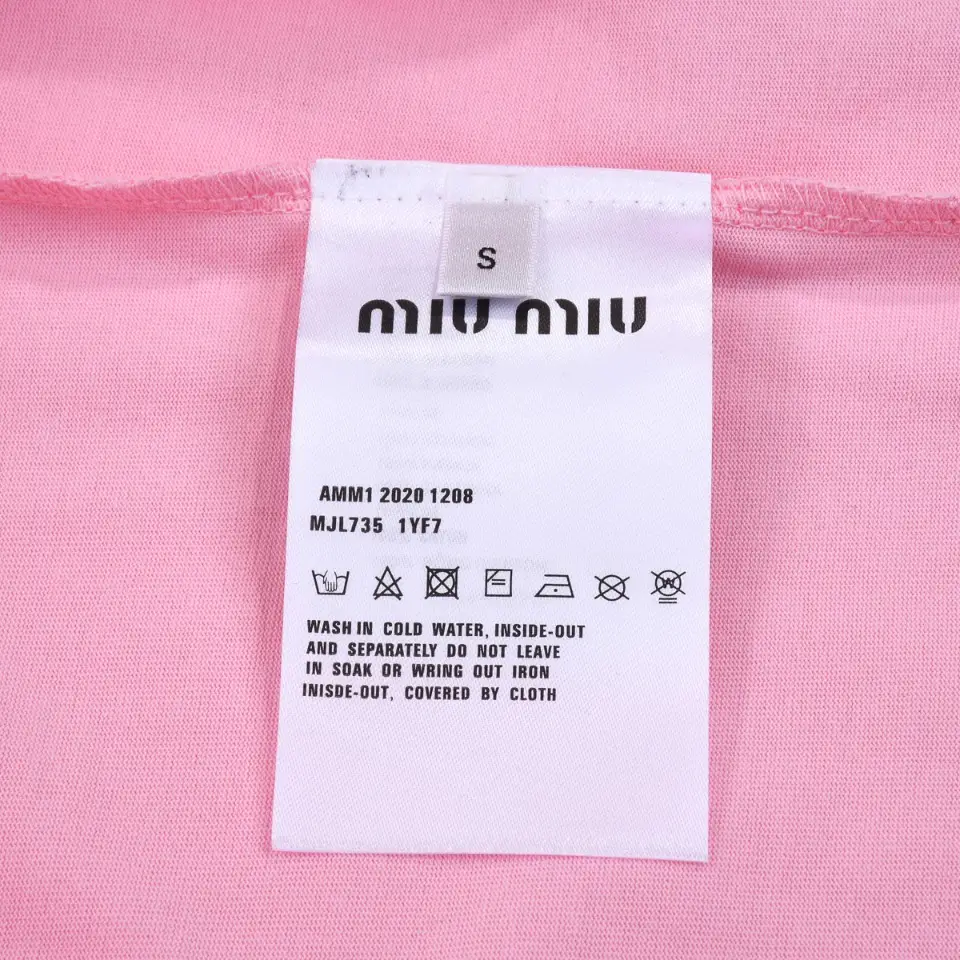 S
miu miu
AMM1 2020 1208
MJL735 1YF7
W
WASH IN COLD WATER, INSIDE-OUT
AND SEPARATELY DO NOT LEAVE
IN SOAK OR WRING OUT IRON
INISDE-OUT, COVERED BY CLOTH